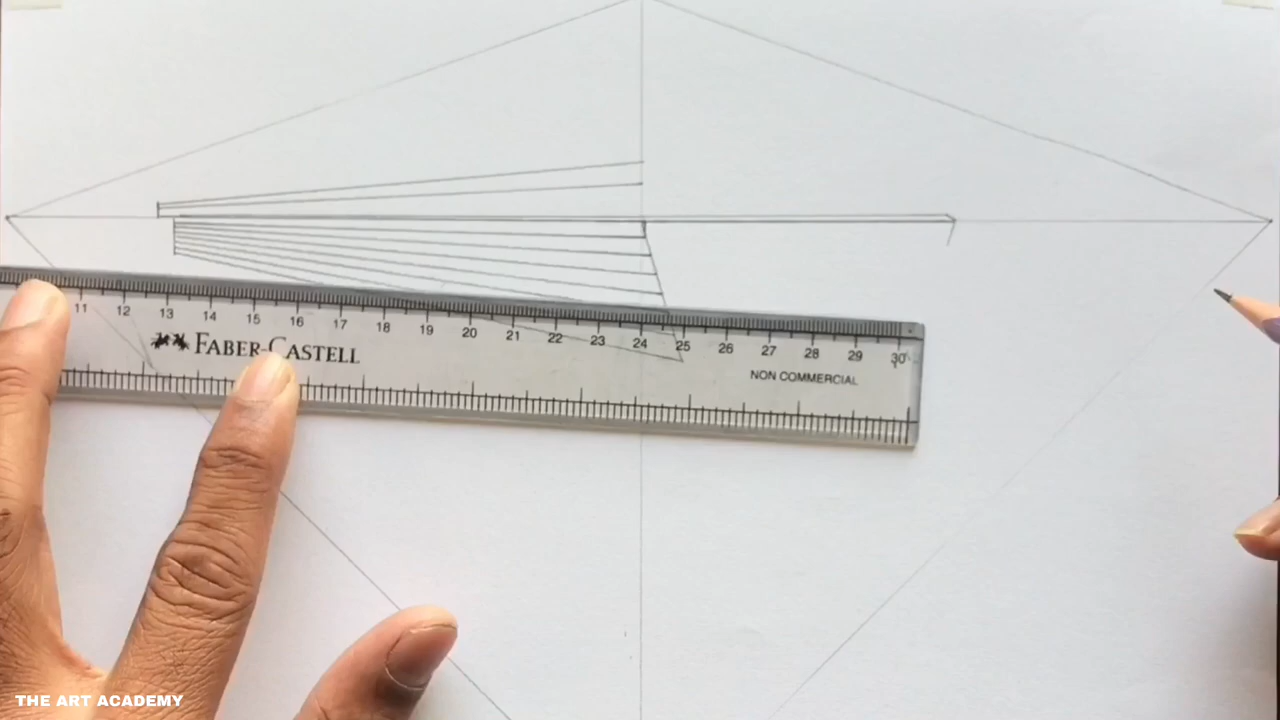 11 12 13 14 15 16 17 18 19 20 21 22 23 24 25 26 27 28 29 30
FABER-CASTELL
NON COMMERCIAL
THE ART ACADEMY